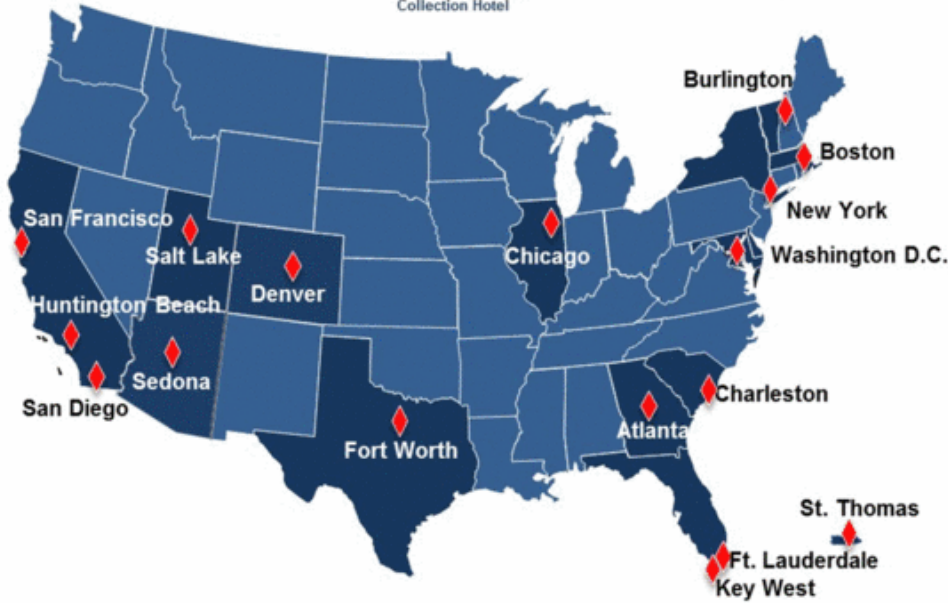 Collection Hotel
Burlington
Boston
New York
San Francisco
Salt Lake
Chicago
Washington D.C.
Denver
Huntington Beach
Sedona
San Diego
Charleston
Atlanta
Fort Worth
St. Thomas
Ft. Lauderdale
Key West